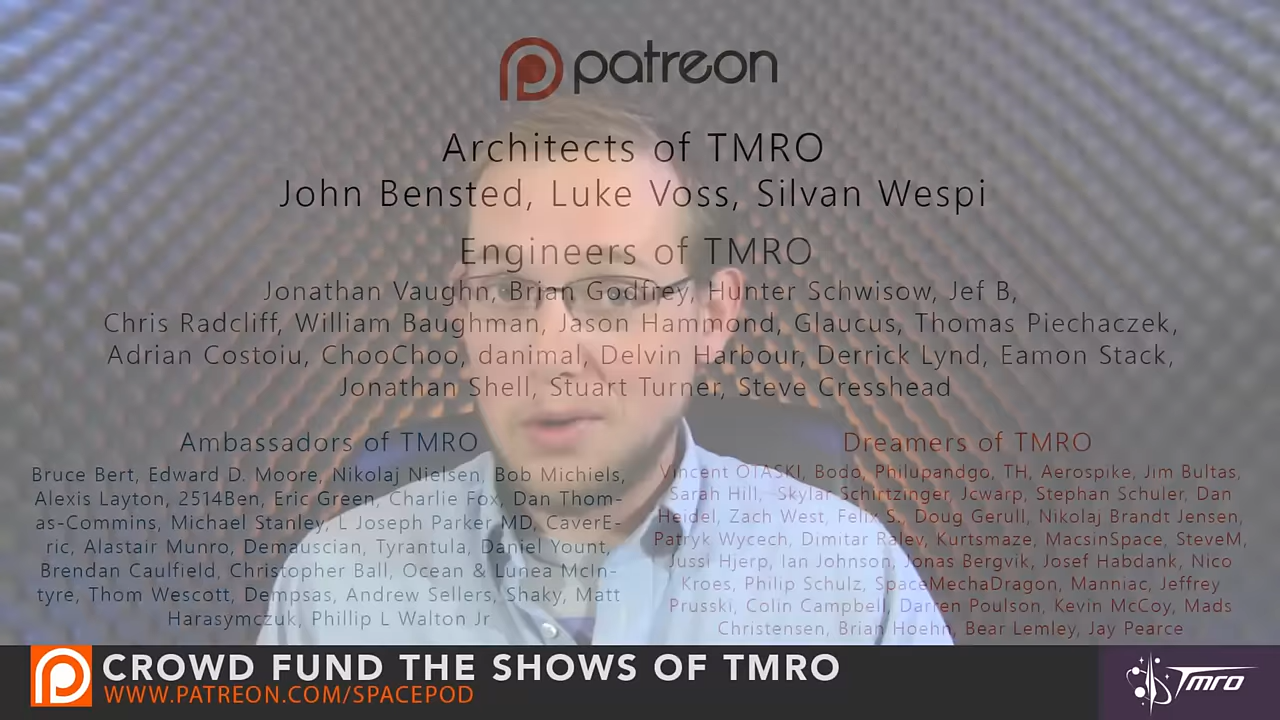 patreon
Architects of TMRO
John Bensted, Luke Voss, Silvan Wespi
Engineers of TMRO
Jonathan Vaughn, Brian Godfrey, Hunter Schwisow, Jef B,
Chris Radcliff, William Baughman, Jason Hammond, Glaucus, Thomas Piechaczek,
Adrian Costoiu, ChooChoo, danimal, Delvin Harbour, Derrick Lynd, Eamon Stack,
Jonathan Shell, Stuart Turner, Steve Cresshead
Ambassadors of TMRO
Bruce Bert, Edward D. Moore, Nikolaj Nielsen, Bob Michiels,
Alexis Layton, 2514Ben, Eric Green, Charlie Fox, Dan Thom-
as-Commins, Michael Stanley, L Joseph Parker MD, CaverE-
ric, Alastair Munro, Demauscian, Tyrantula, Daniel Yount,
Brendan Caulfield, Christopher Ball, Ocean & Lunea McIn-
tyre, Thom Wescott, Dempsas, Andrew Sellers, Shaky, Matt
Harasymczuk, Phillip L Walton Jr
Dreamers of TMRO
Vincent OTASKI, Bodo, Philupandgo, TH, Aerospike, Jim Bultas,
Sarah Hill, Skylar Schirtzinger, Jcwarp, Stephan Schuler, Dan
Heidel, Zach West, Felix S., Doug Gerull, Nikolaj Brandt Jensen,
Patryk Wycech, Dimitar Ralev, Kurtsmaze, MacsinSpace, SteveM,
Jussi Hjerp, Ian Johnson, Jonas Bergvik, Josef Habdank, Nico
Kroes, Philip Schulz, SpaceMechaDragon, Manniac, Jeffrey
Prusski, Colin Campbell, Darren Poulson, Kevin McCoy, Mads
Christensen, Brian Hoehn, Bear Lemley, Jay Pearce
CROWD FUND THE SHOWS OF TMRO
WWW.PATREON.COM/SPACEPOD
Tmro